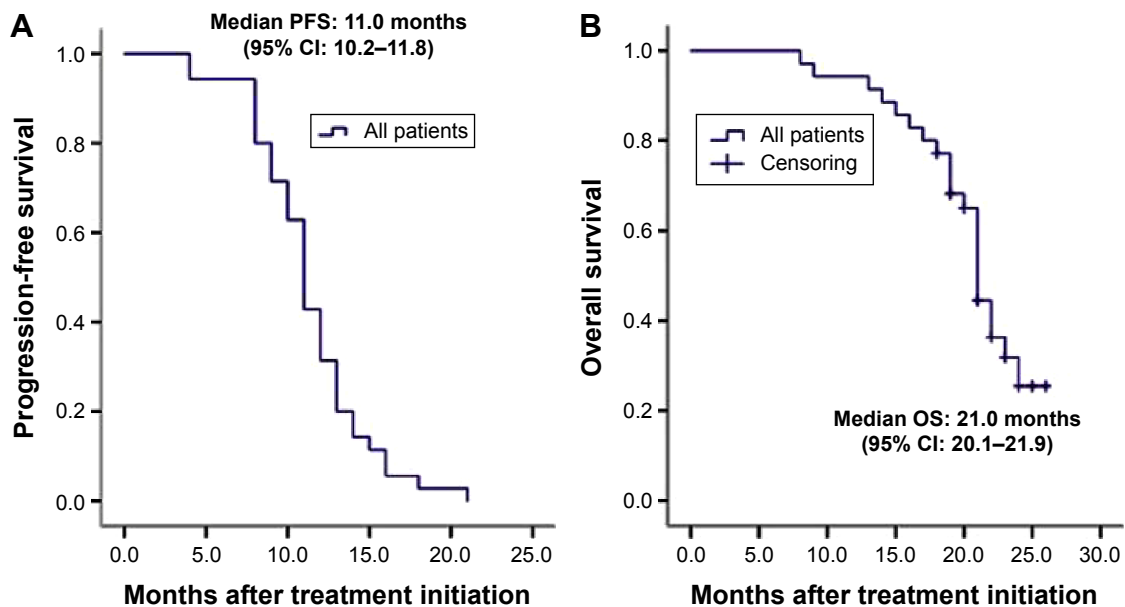 A
Median PFS: 11.0 months
(95% CI: 10.2–11.8)
All patients
Progression-free survival
1.0
0.8
0.6
0.4
0.2
0.0
0.0 5.0 10.0 15.0 20.0 25.0
Months after treatment initiation
B
All patients
Censoring
Overall survival
1.0
0.8
0.6
0.4
0.2
0.0
Median OS: 21.0 months
(95% CI: 20.1–21.9)
0.0 5.0 10.0 15.0 20.0 25.0 30.0
Months after treatment initiation